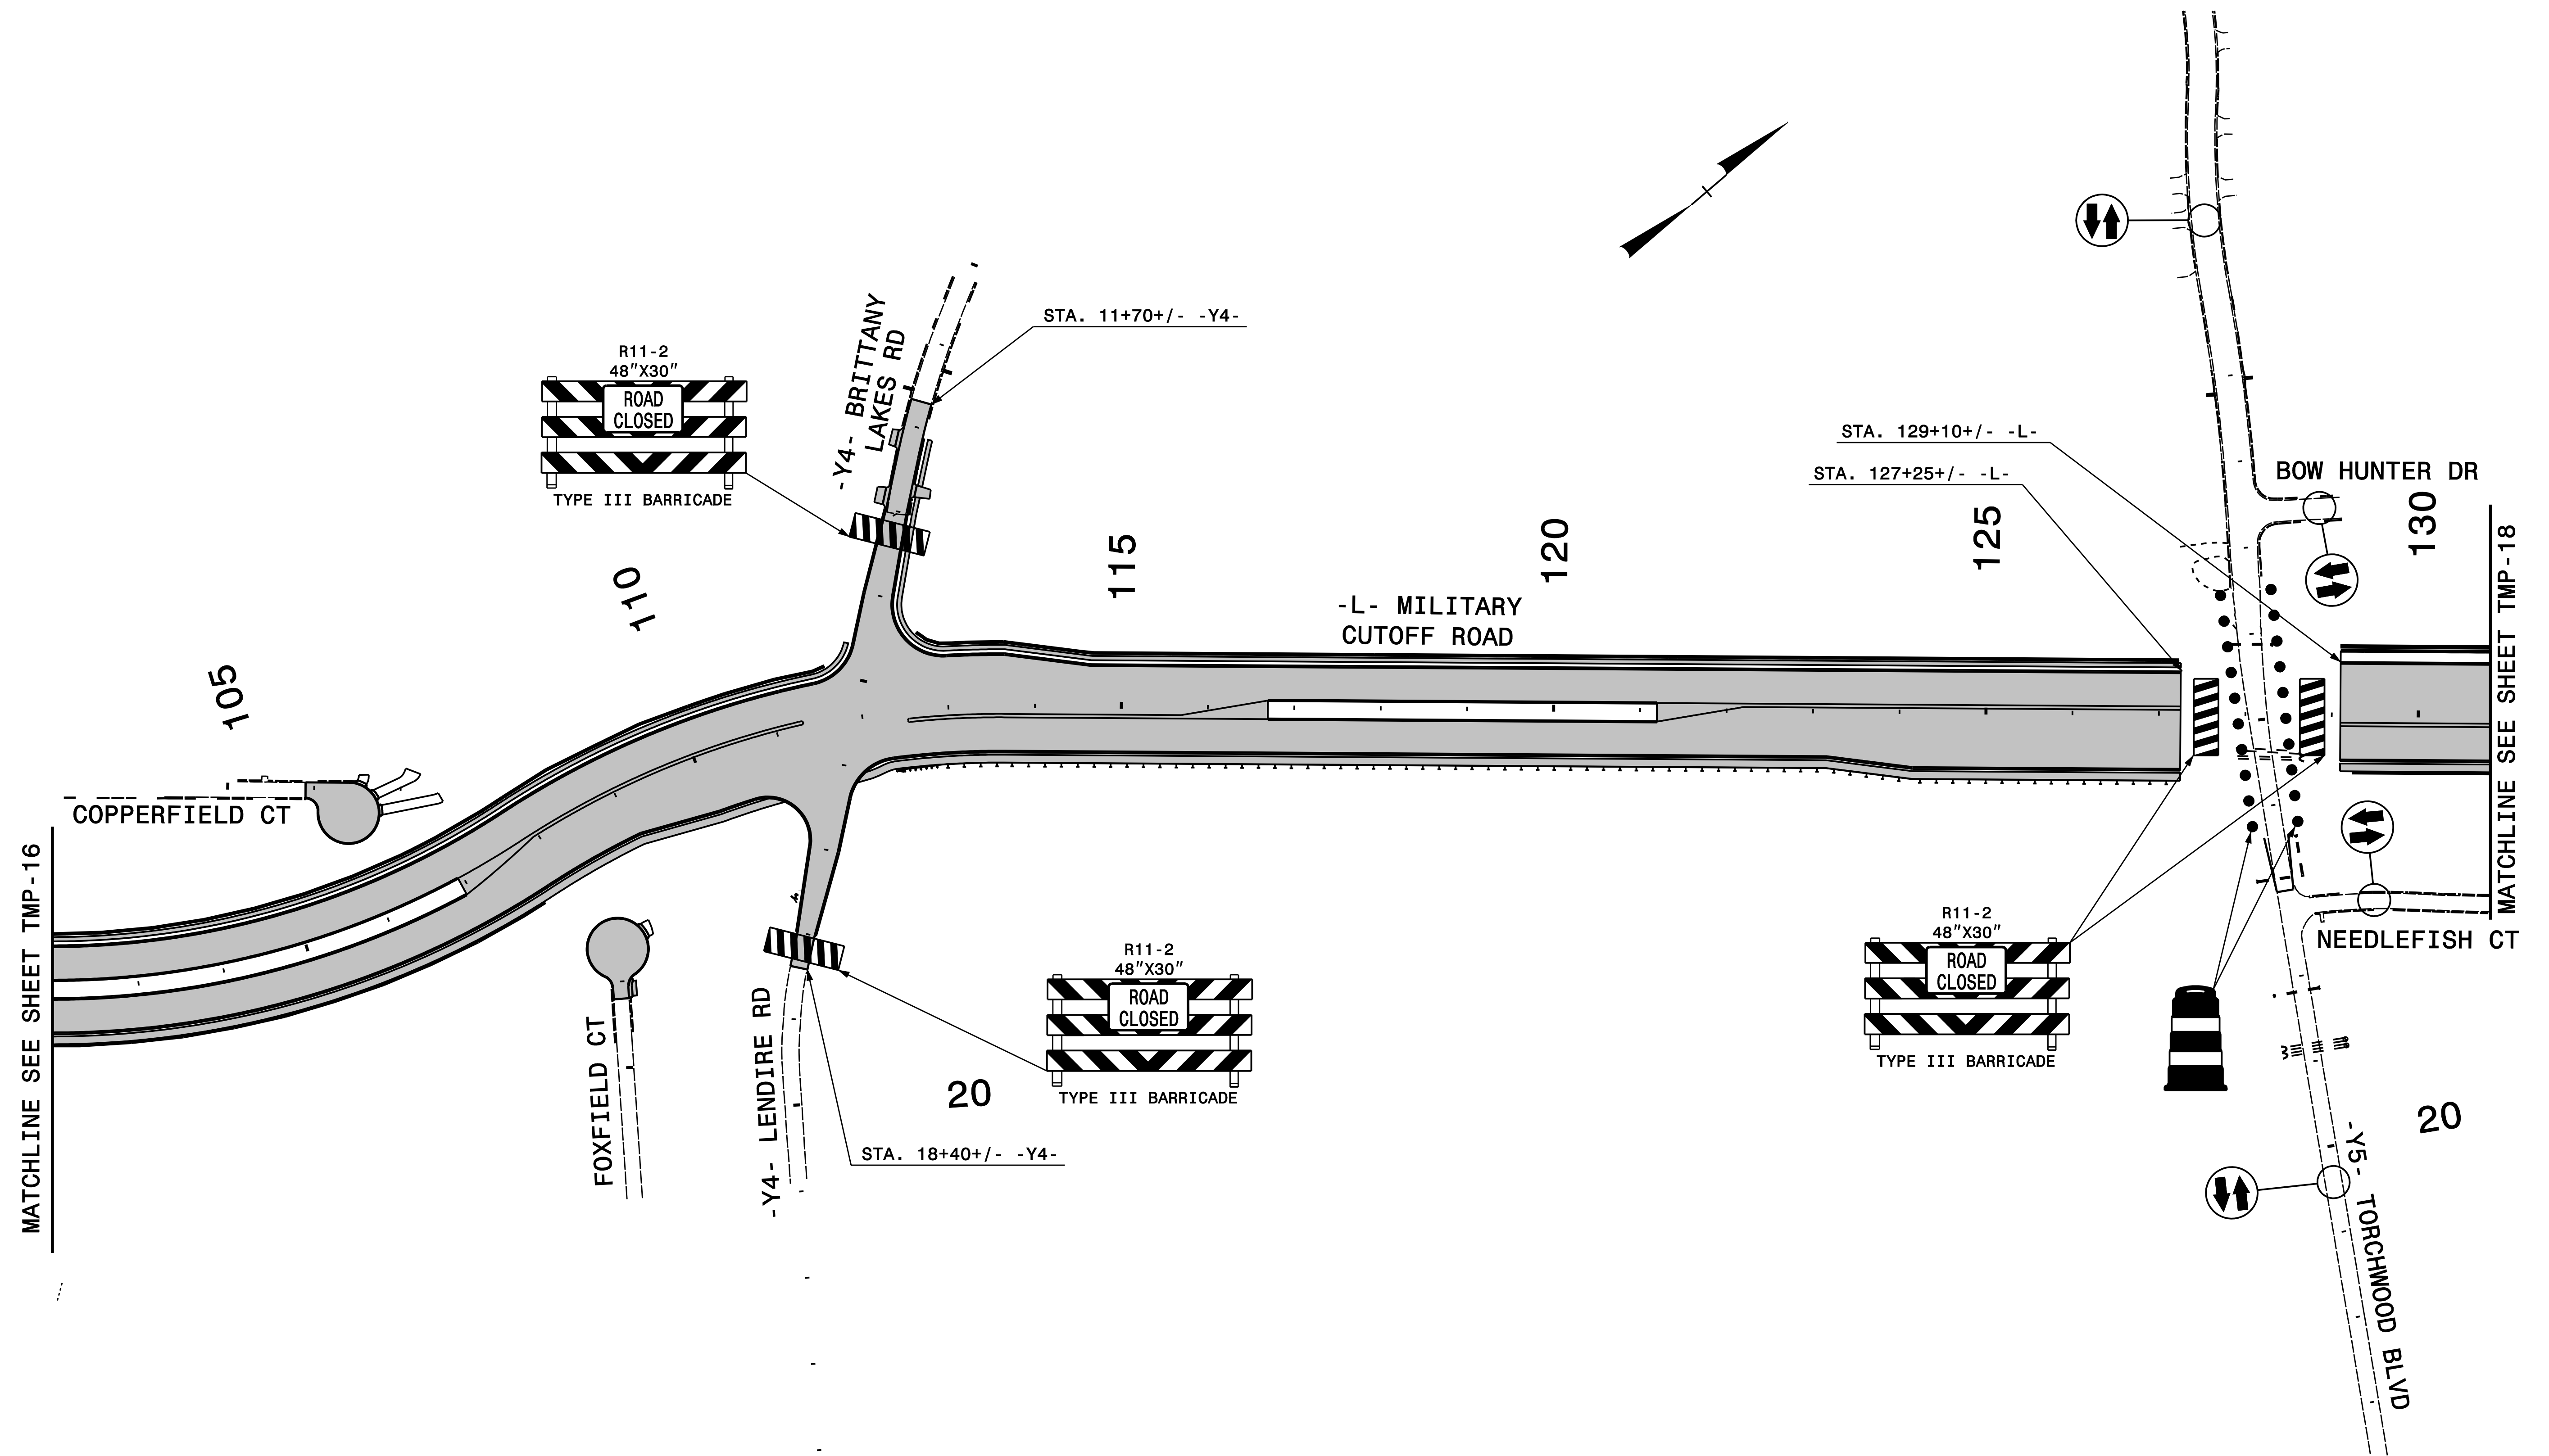 R11-2
48"X30"
ROAD
CLOSED
TYPE III BARRICADE
-Y4- BRITTANY
LAKES RD
STA. 11+70+/- -Y4-
STA. 129+10+/- -L-
STA. 127+25+/- -L-
BOW HUNTER DR
105
110
115
120
125
130
-L- MILITARY
CUTOFF ROAD
MATCHLINE SEE SHEET TMP-18
COPPERFIELD CT
MATCHLINE SEE SHEET TMP-16
FOXFIELD CT
-Y4- LENDIRE RD
20
R11-2
48"X30"
ROAD
CLOSED
TYPE III BARRICADE
STA. 18+40+/- -Y4-
R11-2
48"X30"
ROAD
CLOSED
TYPE III BARRICADE
NEEDLEFISH CT
20
-Y5- TORCHWOOD BLVD